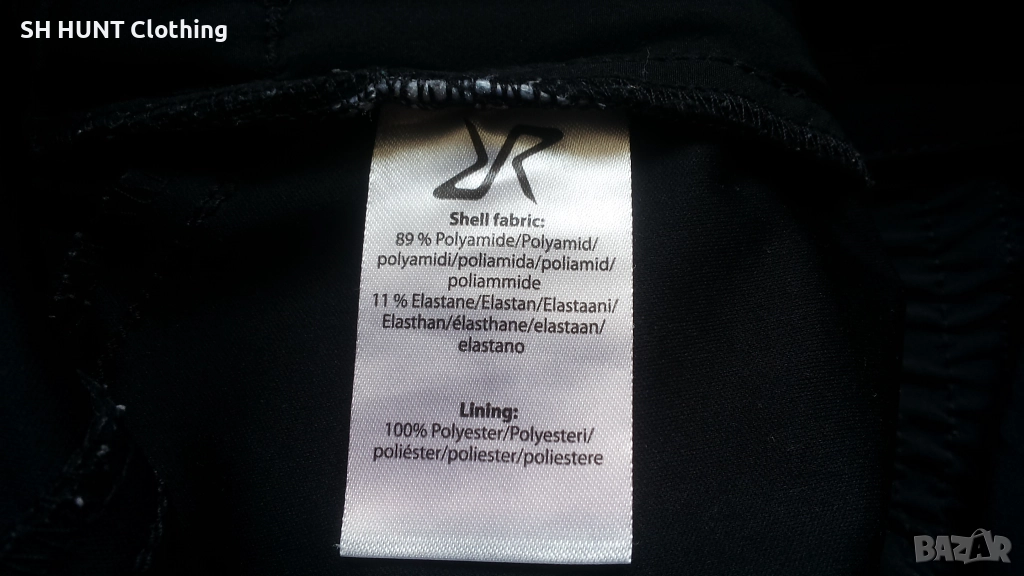 SH HUNT Clothing
Shell fabric:
89 % Polyamide/Polyamid/
polyamidi/poliamida/poliamid/
poliammide
11 % Elastane/Elastan/Elastaani/
Elasthan/élasthane/elastaan/
elastano
Lining:
100% Polyester/Polyesteri/
poliéster/poliester/poliestere
BAZAR